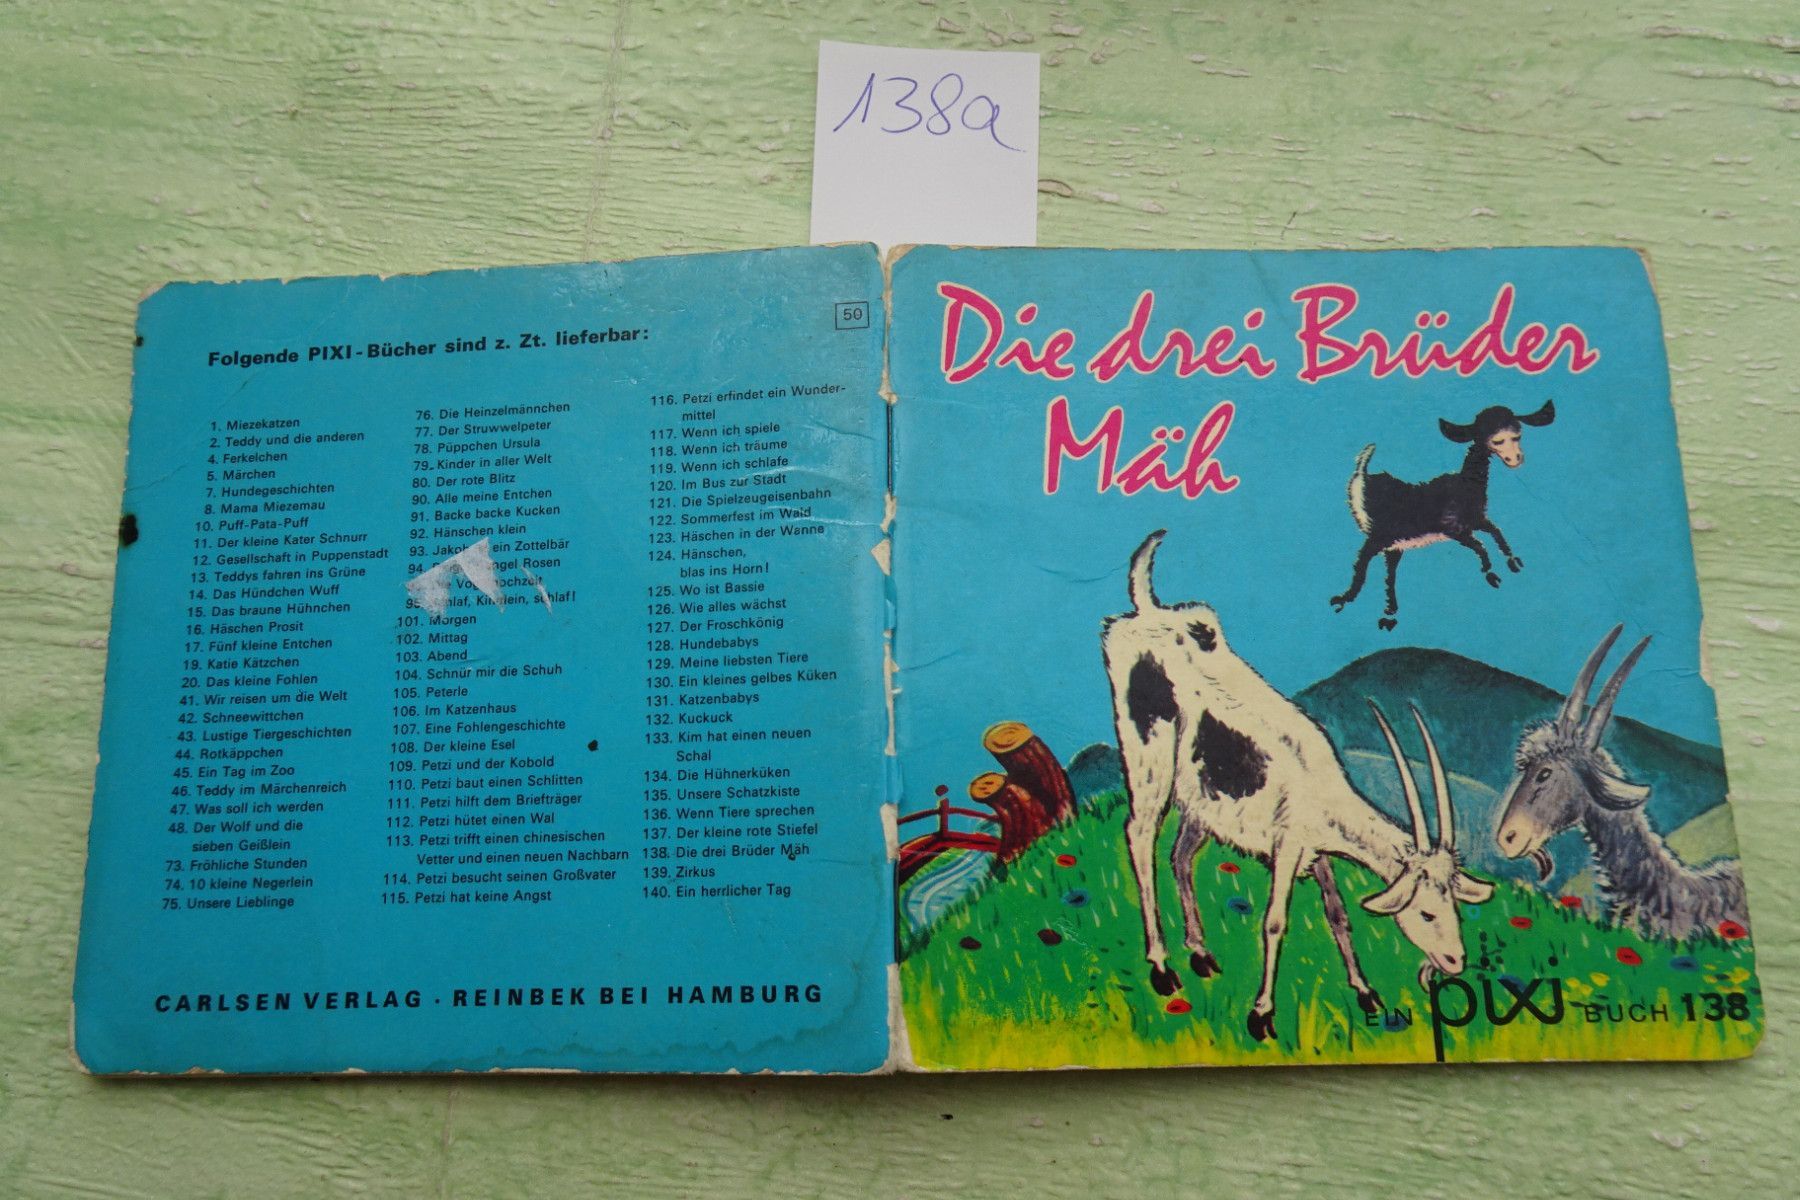 138a
50
Folgende PIXI-Bücher sind z. Zt. lieferbar:
1. Miezekatzen
2. Teddy und die anderen
4. Ferkelchen
5. Märchen
7. Hundegeschichten
8. Mama Miezemau
10. Puff-Pata-Puff
11. Der kleine Kater Schnurr
12. Gesellschaft in Puppenstadt
13. Teddys fahren ins Grüne
14. Das Hündchen Wuff
15. Das braune Hühnchen
16. Häschen Prosit
17. Fünf kleine Entchen
19. Katie Kätzchen
20. Das kleine Fohlen
41. Wir reisen um die Welt
42. Schneewittchen
43. Lustige Tiergeschichten
44. Rotkäppchen
45. Ein Tag im Zoo
46. Teddy im Märchenreich
47. Was soll ich werden
48. Der Wolf und die
sieben Geißlein
73. Fröhliche Stunden
74. 10 kleine Negerlein
75. Unsere Lieblinge
76. Die Heinzelmännchen
77. Der Struwwelpeter
78. Püppchen Ursula
79. Kinder in aller Welt
80. Der rote Blitz
90. Alle meine Entchen
91. Backe backe Kucken
92. Hänschen klein
93. ein Zottelbär
94. Rosen
101. Morgen
102. Mittag
103. Abend
104. Schnür mir die Schuh
105. Peterle
106. Im Katzenhaus
107. Eine Fohlengeschichte
108. Der kleine Esel
109. Petzi und der Kobold
110. Petzi baut einen Schlitten
111. Petzi hilft dem Briefträger
112. Petzi hütet einen Wal
113. Petzi trifft einen chinesischen
Vetter und einen neuen Nachbarn
114. Petzi besucht seinen Großvater
115. Petzi hat keine Angst
116. Petzi erfindet ein Wunder-
mittel
117. Wenn ich spiele
118. Wenn ich träume
119. Wenn ich schlafe
120. Im Bus zur Stadt
121. Die Spielzeugeisenbahn
122. Sommerfest im Wald
123. Häschen in der Wanne
124. Hänschen,
blas ins Horn!
125. Wo ist Bassie
126. Wie alles wächst
127. Der Froschkönig
128. Hundebabys
129. Meine liebsten Tiere
130. Ein kleines gelbes Küken
131. Katzenbabys
132. Kuckuck
133. Kim hat einen neuen
Schal
134. Die Hühnerküken
135. Unsere Schatzkiste
136. Wenn Tiere sprechen
137. Der kleine rote Stiefel
138. Die drei Brüder Mäh
139. Zirkus
140. Ein herrlicher Tag
CARLSEN VERLAG · REINBEK BEI HAMBURG
Die drei Brüder
Mäh
EIN pixi BUCH 138